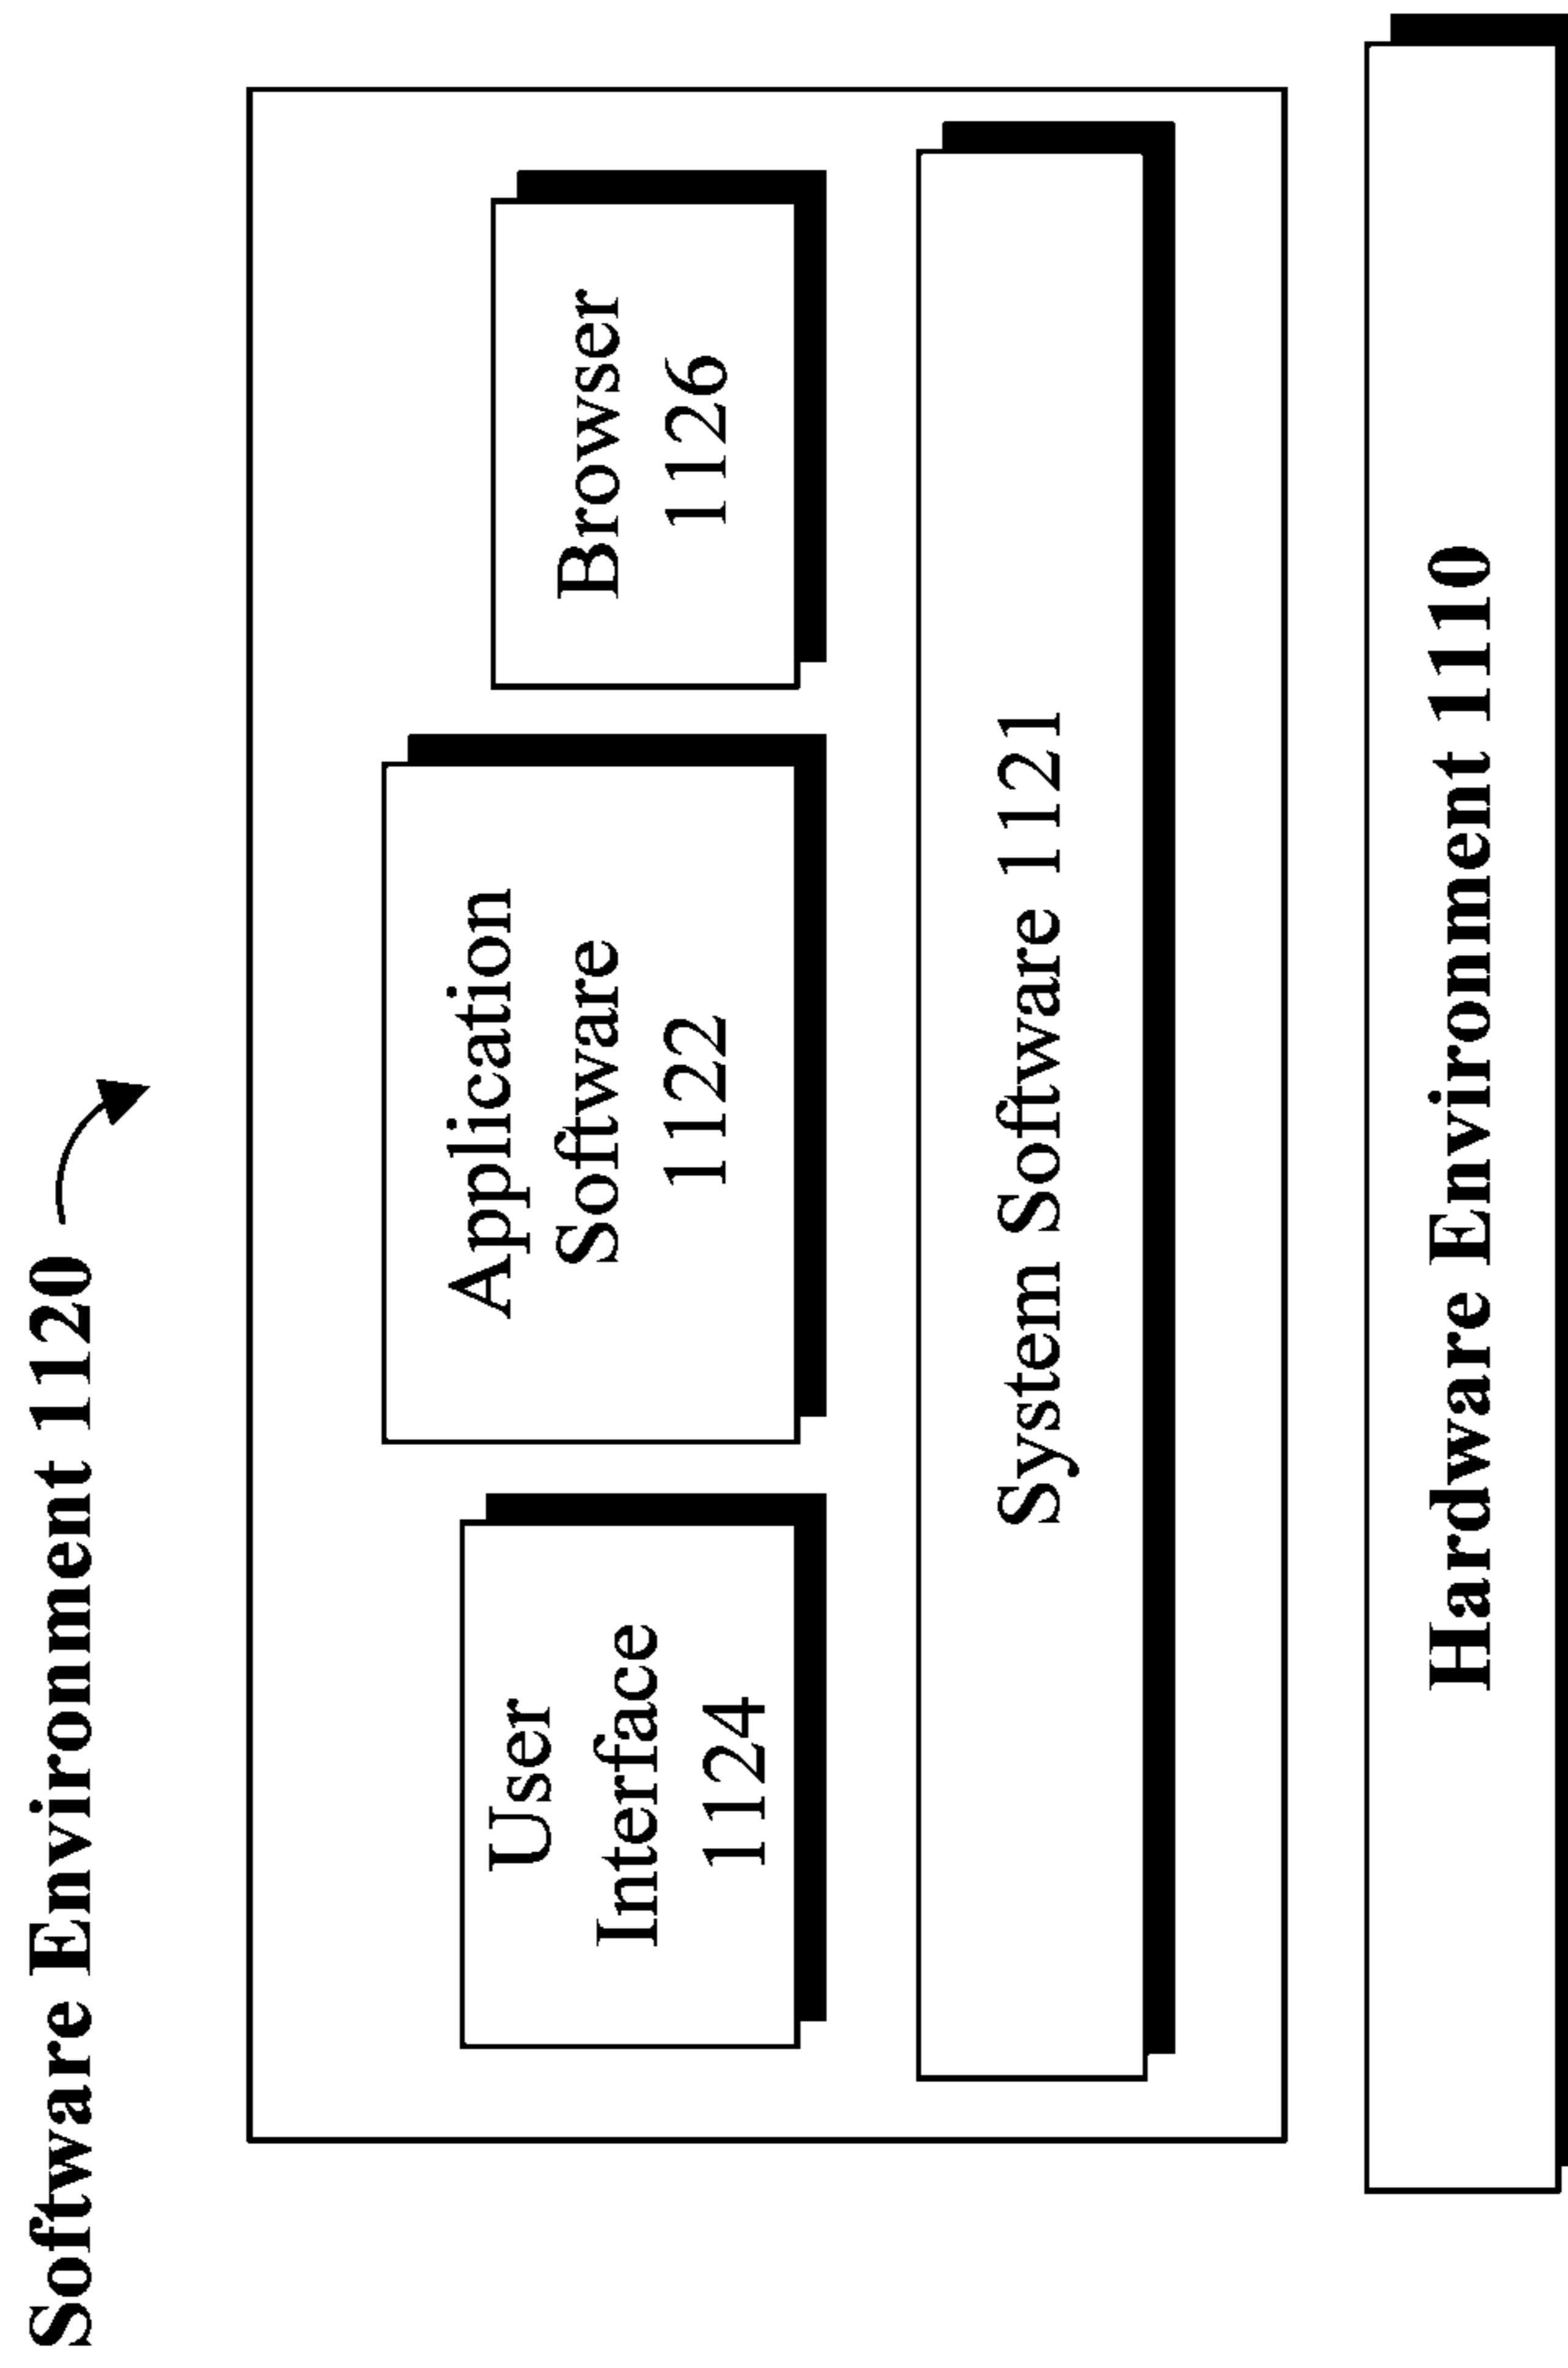 Software Environment 1120
User
Interface
1124
Application
Software
1122
Browser
1126
System Software 1121
Hardware Environment 1110